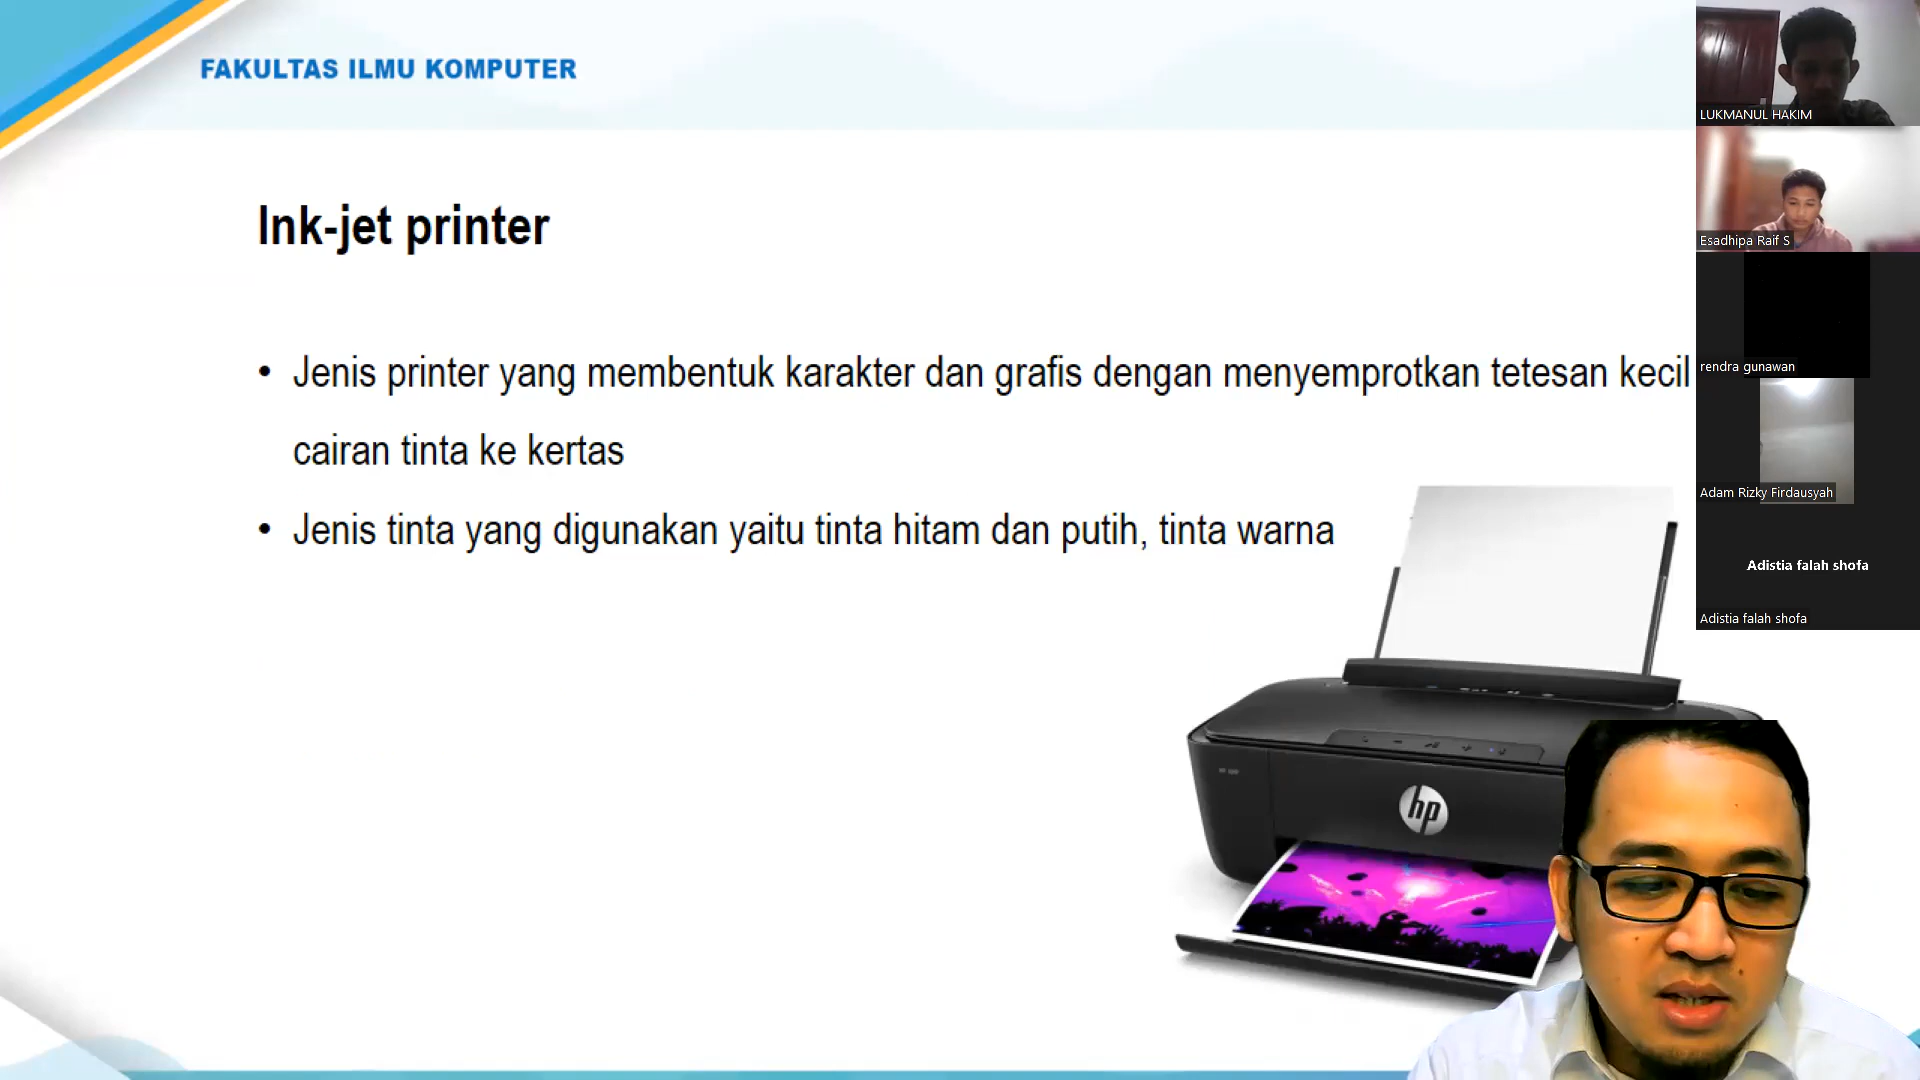 FAKULTAS ILMU KOMPUTER
Ink-jet printer
• Jenis printer yang membentuk karakter dan grafis dengan menyemprotkan tetesan kecil
cairan tinta ke kertas
• Jenis tinta yang digunakan yaitu tinta hitam dan putih, tinta warna
hp
LUKMANUL HAKIM
Esadhipa Raif S
rendra gunawan
Adam Rizky Firdausyah
Adistia falah shofa
Adistia falah shofa